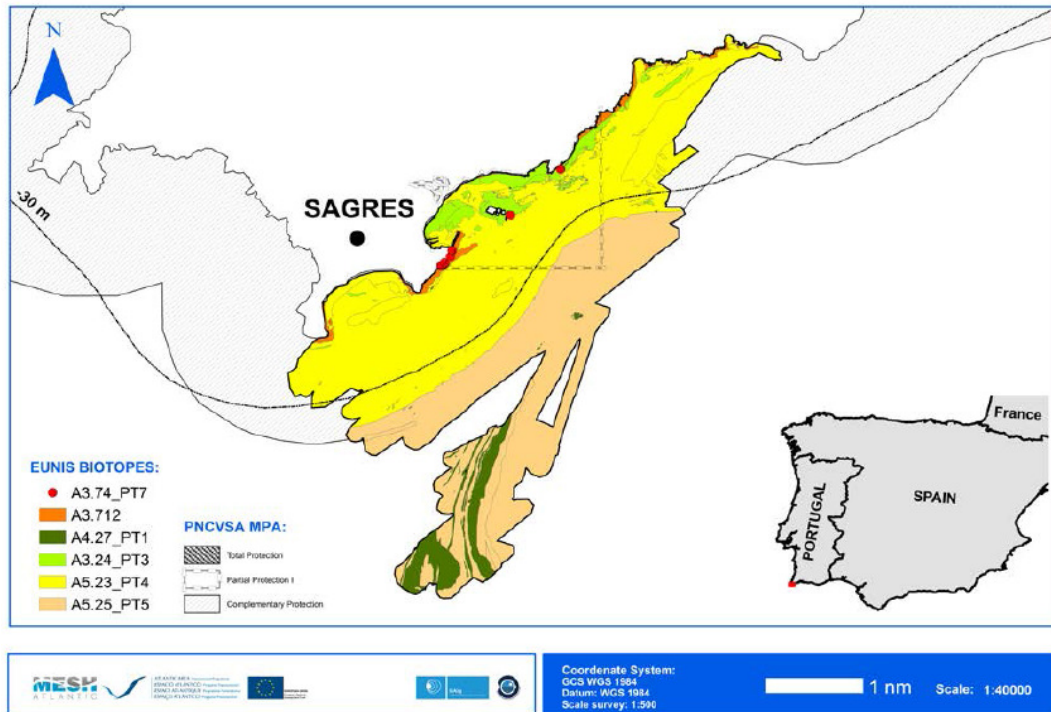 N
-30 m
SAGRES
France
SPAIN
PORTUGAL
EUNIS BIOTOPES:
A3.74_PT7
A3.712
A4.27_PT1
A3.24_PT3
A5.23_PT4
A5.25_PT5
PNCVSA MPA:
Total Protection
Partial Protection I
Complementary Protection
MESH
ATLANTIC
Coordenate System:
GCS WGS 1984
Datum: WGS 1984
Scale survey: 1:500
1 nm
Scale: 1:40000